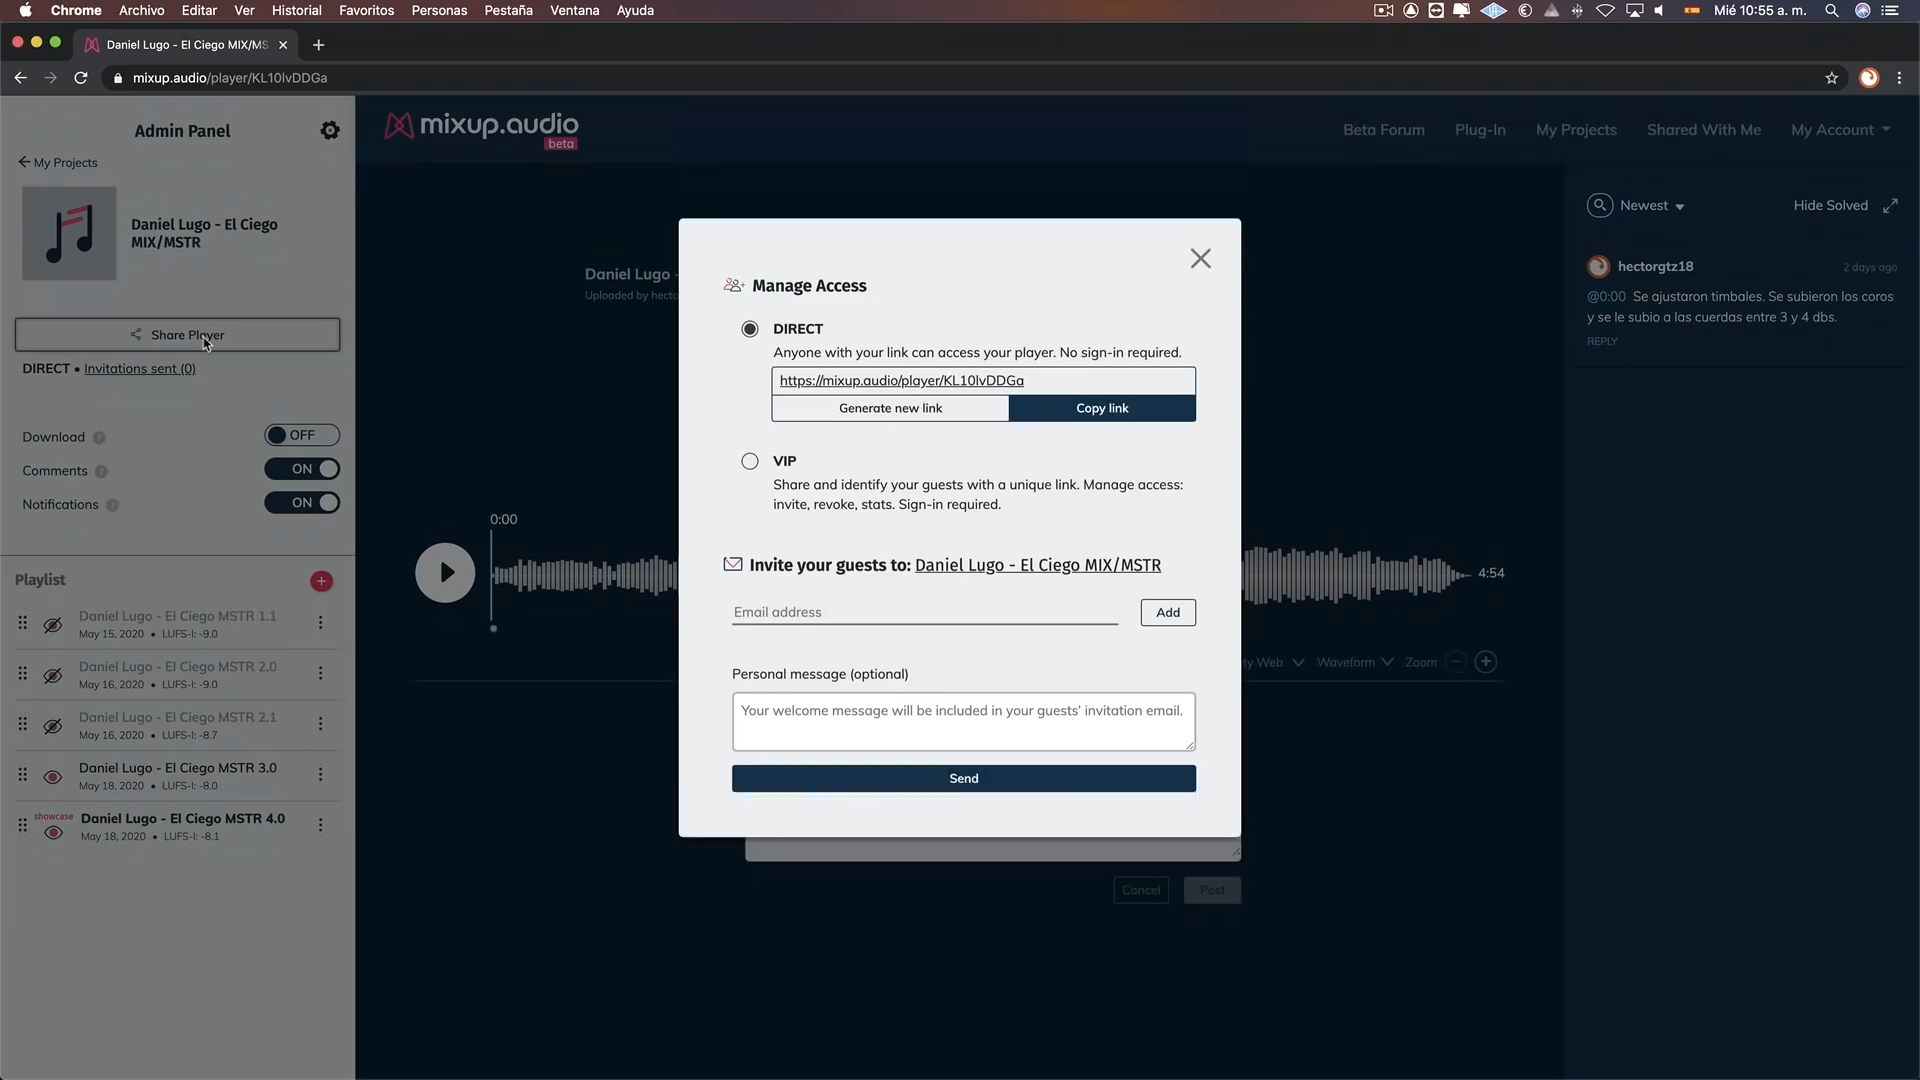 Chrome Archivo Editar Ver Historial Favoritos Personas Pestaña Ventana Ayuda
Mié 10:55 a. m.
Daniel Lugo - El Ciego MIX/MS
mixup.audio/player/KL10lvDDGa
Admin Panel
My Projects
Daniel Lugo - El Ciego
MIX/MSTR
Share Player
DIRECT • Invitations sent (0)
Download ? OFF
Comments ? ON
Notifications ? ON
Playlist
Daniel Lugo - El Ciego MSTR 1.1
May 15, 2020 • LUFS-I: -9.0
Daniel Lugo - El Ciego MSTR 2.0
May 16, 2020 • LUFS-I: -9.0
Daniel Lugo - El Ciego MSTR 2.1
May 16, 2020 • LUFS-I: -8.7
Daniel Lugo - El Ciego MSTR 3.0
May 18, 2020 • LUFS-I: -8.0
showcase Daniel Lugo - El Ciego MSTR 4.0
May 18, 2020 • LUFS-I: -8.1
mixup.audio
beta
Beta Forum Plug-In My Projects Shared With Me My Account
Daniel Lugo -
Uploaded by hecto
0:00
4:54
ty Web Waveform Zoom
Cancel Post
Manage Access
DIRECT
Anyone with your link can access your player. No sign-in required.
https://mixup.audio/player/KL10lvDDGa
Generate new link Copy link
VIP
Share and identify your guests with a unique link. Manage access:
invite, revoke, stats. Sign-in required.
Invite your guests to: Daniel Lugo - El Ciego MIX/MSTR
Email address Add
Personal message (optional)
Your welcome message will be included in your guests' invitation email.
Send
Newest Hide Solved
hectorgtz18 2 days ago
@0:00 Se ajustaron timbales. Se subieron los coros
y se le subio a las cuerdas entre 3 y 4 dbs.
REPLY